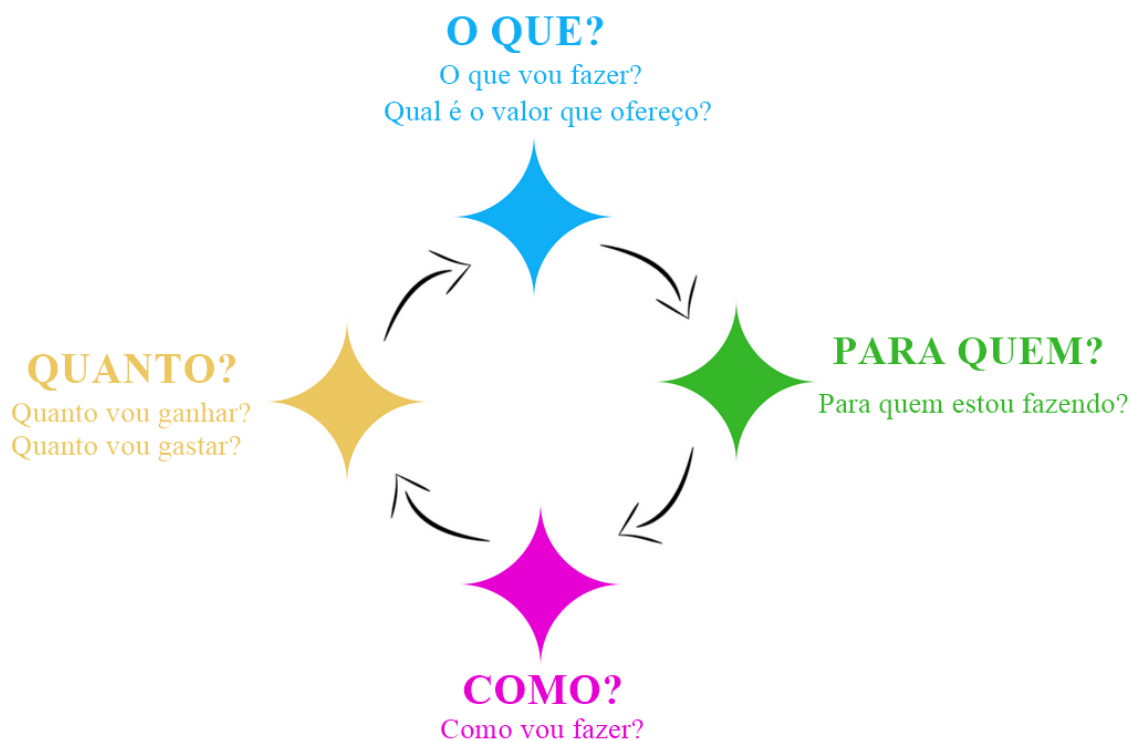 O QUE?
O que vou fazer?
Qual é o valor que ofereço?
PARA QUEM?
Para quem estou fazendo?
COMO?
Como vou fazer?
QUANTO?
Quanto vou ganhar?
Quanto vou gastar?